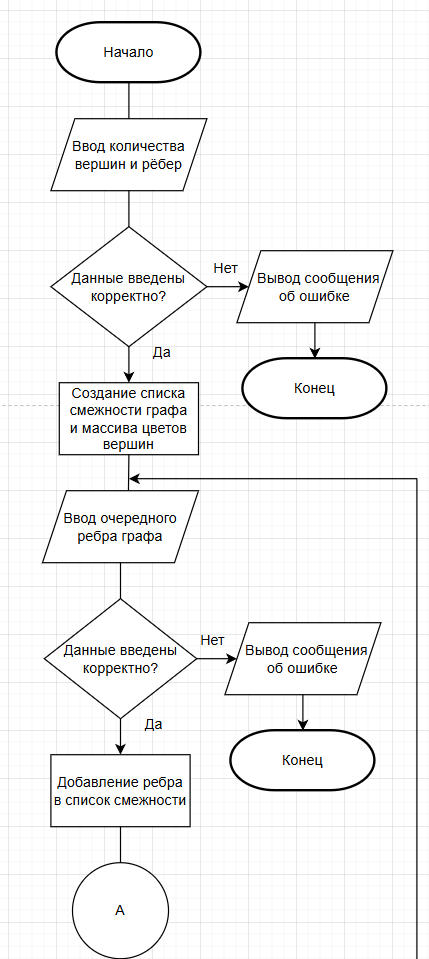 Начало
Ввод количества
вершин и рёбер
Данные введены
корректно?
Нет
Вывод сообщения
об ошибке
Да
Конец
Создание списка
смежности графа
и массива цветов
вершин
Ввод очередного
ребра графа
Данные введены
корректно?
Нет
Вывод сообщения
об ошибке
Да
Конец
Добавление ребра
в список смежности
А